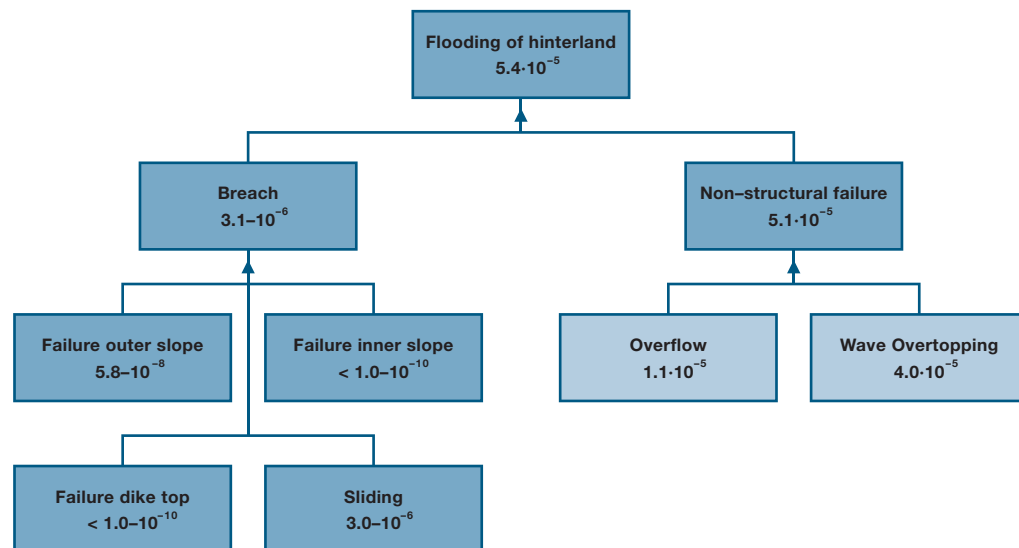 Flooding of hinterland
5.4·10⁻⁵
Breach
3.1–10⁻⁶
Non–structural failure
5.1·10⁻⁵
Failure outer slope
5.8–10⁻⁸
Failure inner slope
< 1.0–10⁻¹⁰
Overflow
1.1·10⁻⁵
Wave Overtopping
4.0·10⁻⁵
Failure dike top
< 1.0–10⁻¹⁰
Sliding
3.0–10⁻⁶